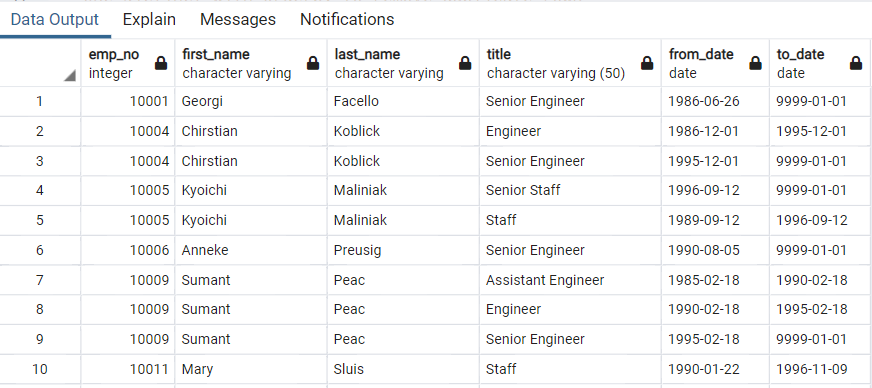 Data Output Explain Messages Notifications
emp_no first_name last_name title from_date to_date
integer character varying character varying character varying (50) date date
1 10001 Georgi Facello Senior Engineer 1986-06-26 9999-01-01
2 10004 Chirstian Koblick Engineer 1986-12-01 1995-12-01
3 10004 Chirstian Koblick Senior Engineer 1995-12-01 9999-01-01
4 10005 Kyoichi Maliniak Senior Staff 1996-09-12 9999-01-01
5 10005 Kyoichi Maliniak Staff 1989-09-12 1996-09-12
6 10006 Anneke Preusig Senior Engineer 1990-08-05 9999-01-01
7 10009 Sumant Peac Assistant Engineer 1985-02-18 1990-02-18
8 10009 Sumant Peac Engineer 1990-02-18 1995-02-18
9 10009 Sumant Peac Senior Engineer 1995-02-18 9999-01-01
10 10011 Mary Sluis Staff 1990-01-22 1996-11-09